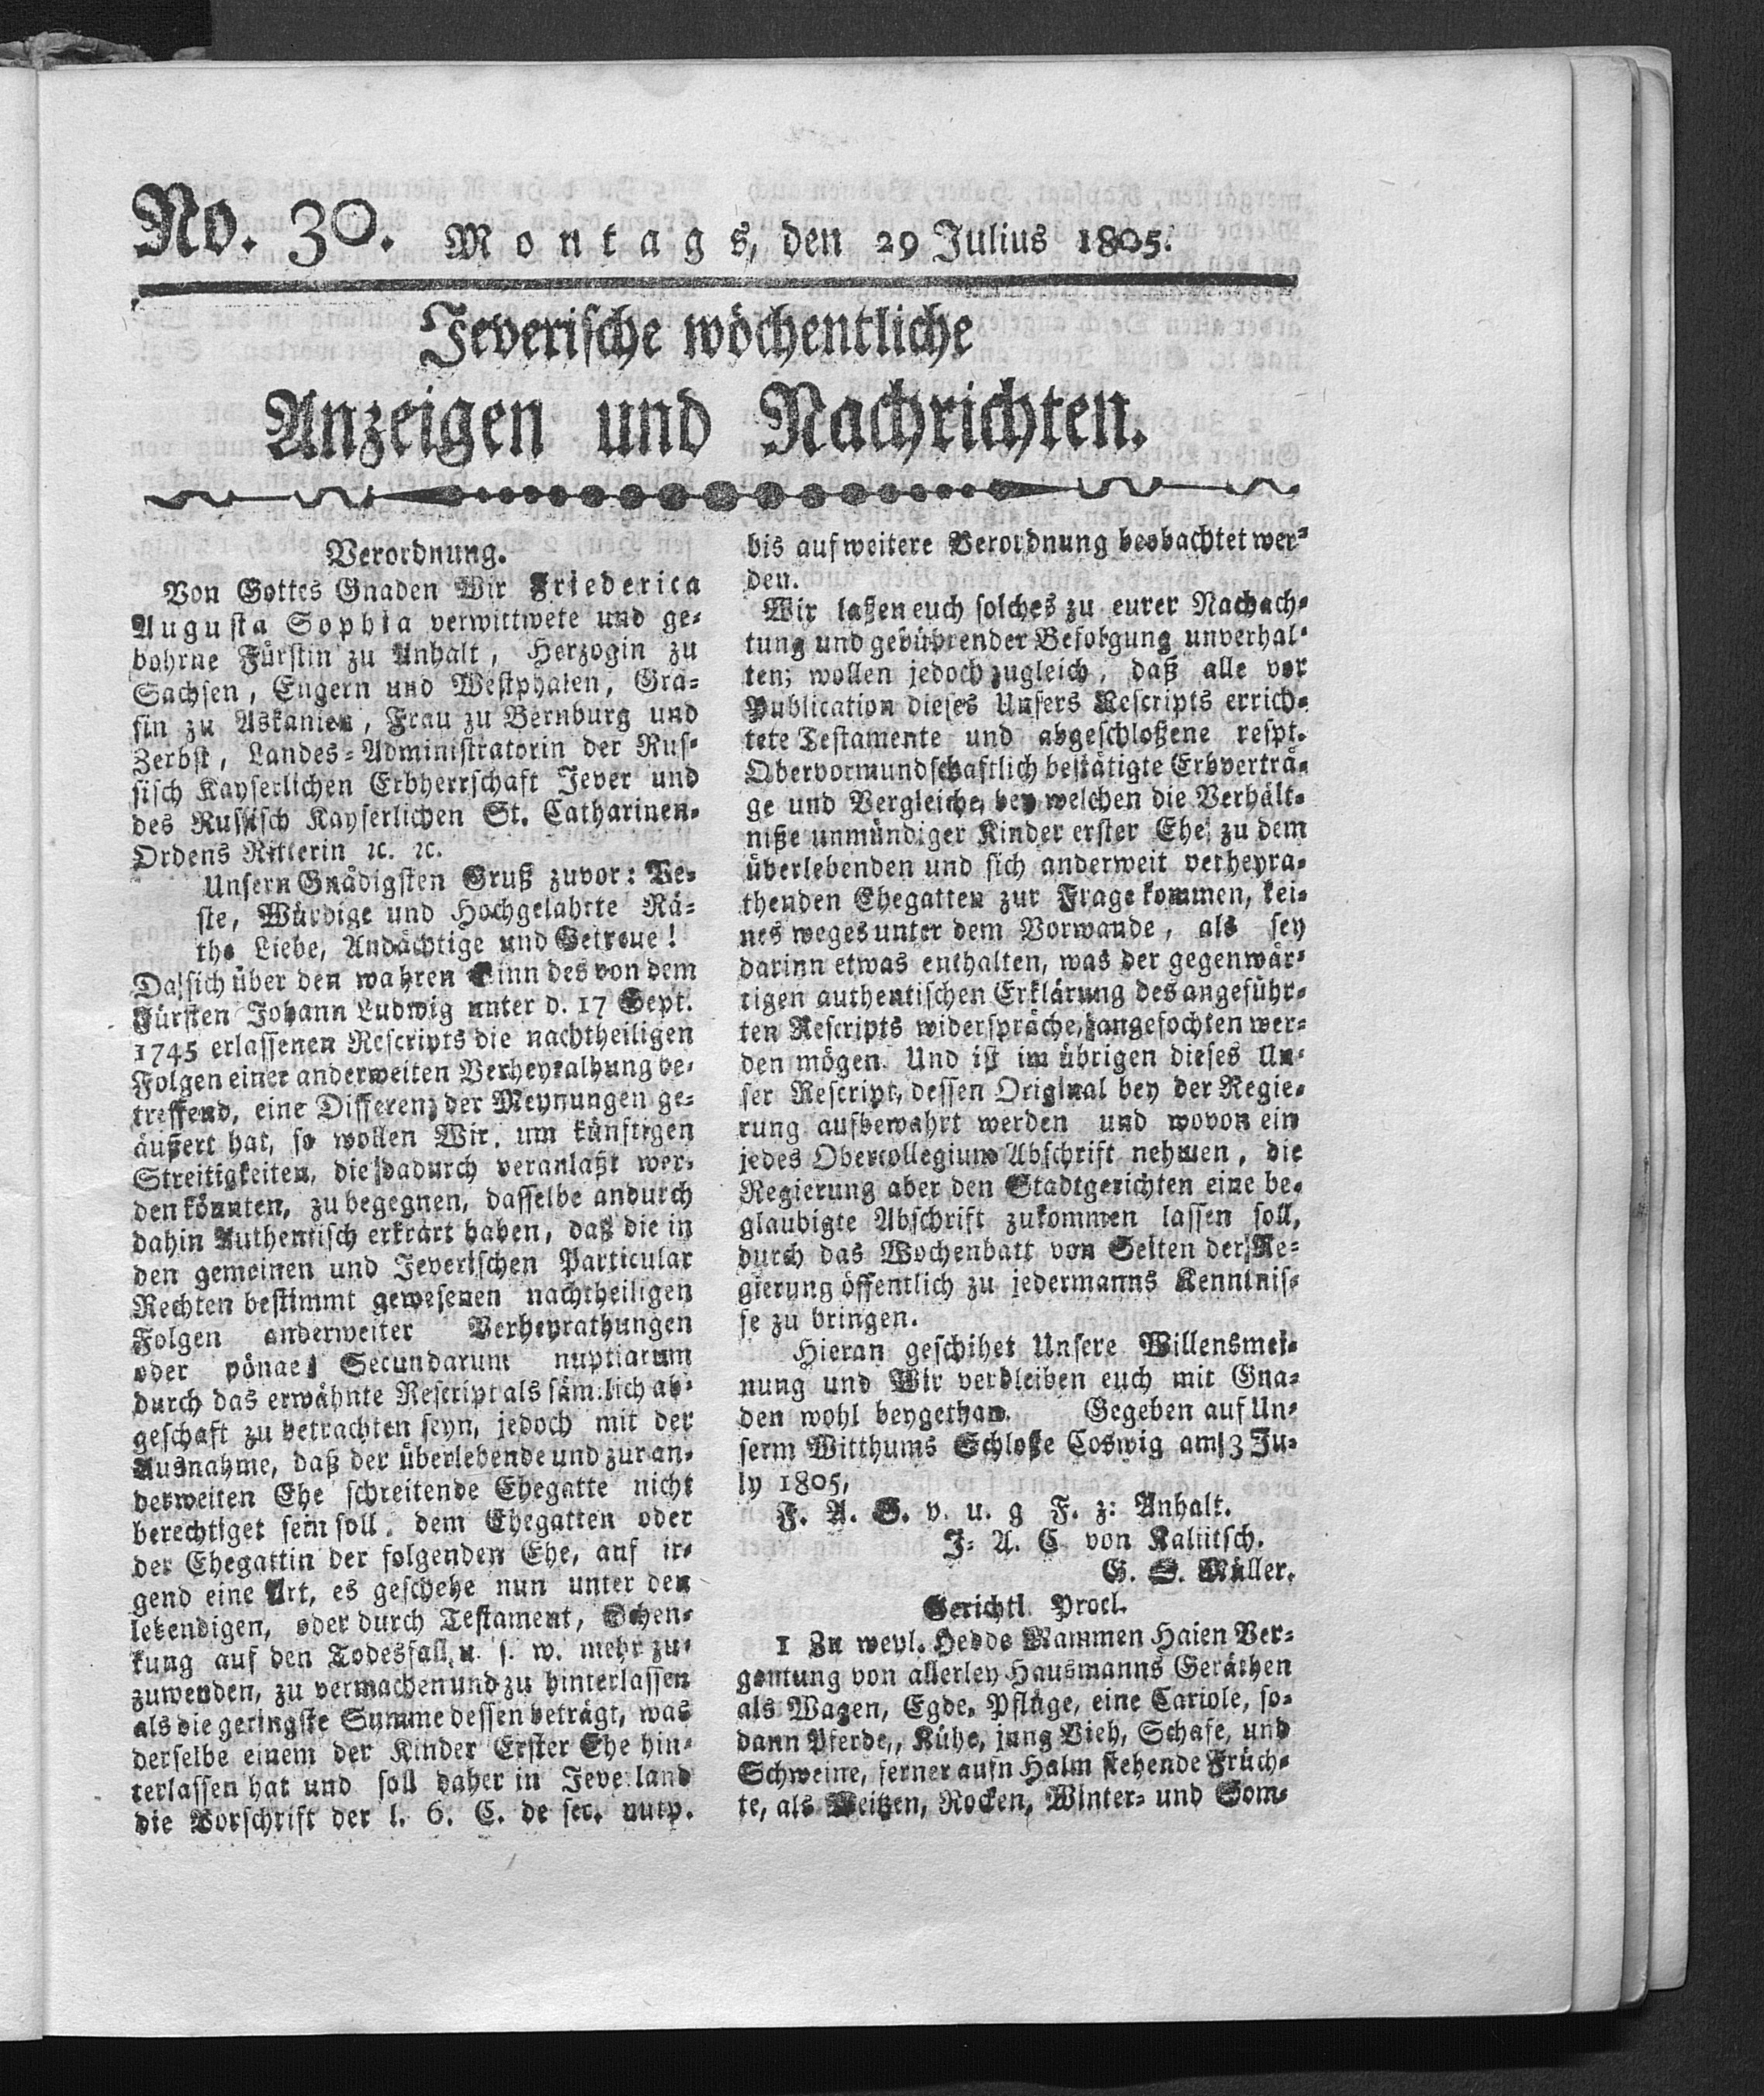 No. 30. Montags, den 29 Julius 1805.
Jeverische wöchentliche
Anzeigen und Nachrichten.
Verordnung.
Von Gottes Gnaden Wir Friederica
Augusta Sophia verwittwete und ge-
bohrne Fürstin zu Anhalt, Herzogin zu
Sachsen, Engern und Westphalen, Grä-
fin zu Askanien, Frau zu Bernburg und
Zerbst, Landes-Administratorin der Rus-
sisch Kayserlichen Erbherrschaft Jever und
des Russisch Kayserlichen St. Catharinen-
Ordens Ritterin ꝛc. ꝛc.
Unsern Gnädigsten Gruß zuvor: Ve-
ste, Würdige und Hochgelahrte Rä-
the Liebe, Andächtige und Getreue!
Da sich über den wahren Sinn des von dem
Fürsten Johann Ludwig unter d. 17 Sept.
1745 erlassenen Rescripts die nachtheiligen
Folgen einer anderweiten Verheyrathung be-
treffend, eine Differenz der Meynungen ge-
äußert hat, so wollen Wir, um künftigen
Streitigkeiten, die dadurch veranlaßt wer-
den könnten, zu begegnen, dasselbe andurch
dahin Authentisch erkrärt haben, daß die in
den gemeinen und Jeverischen Particular
Rechten bestimmt gewesenen nachtheiligen
Folgen anderweiter Verheyrathungen
oder pönae Secundarum nuptiarum
durch das erwähnte Rescript als sämtlich ab-
geschaft zu betrachten seyn, jedoch mit der
Ausnahme, daß der überlebende und zur an-
derweiten Ehe schreitende Ehegatte nicht
berechtiget sein soll, dem Ehegatten oder
der Ehegattin der folgenden Ehe, auf ir-
gend eine Art, es geschehe nun unter den
lebendigen, oder durch Testament, Schen-
kung auf den Todesfall, u. s. w. mehr zu-
zuwenden, zu vermachen und zu hinterlassen
als die geringste Summe dessen beträgt, was
derselbe einem der Kinder Erster Ehe hin-
terlassen hat und soll daher in Jeverland
die Vorschrift der l. 6. C. de sec. nutp.
bis auf weitere Verordnung beobachtet wer-
den.
Wir laßen euch solches zu eurer Nachach-
tung und gebührender Befolgung unverhal-
ten; wollen jedoch zugleich, daß alle vor
Publication dieses Unsers Rescripts errich-
tete Testamente und abgeschloßene respt.
Obervormundschaftlich bestätigte Erbverträ-
ge und Vergleiche, bey welchen die Verhält-
niße unmündiger Kinder erster Ehe zu dem
überlebenden und sich anderweit verheyra-
thenden Ehegatten zur Frage kommen, kei-
nes weges unter dem Vorwande, als sey
darinn etwas enthalten, was der gegenwär-
tigen authentischen Erklärung des angeführ-
ten Rescripts widerspräche, angefochten wer-
den mögen. Und ist im übrigen dieses Un-
ser Rescript, dessen Original bey der Regie-
rung aufbewahrt werden und wovon ein
jedes Obercollegium Abschrift nehmen, die
Regierung aber den Stadtgerichten eine be-
glaubigte Abschrift zukommen lassen soll,
durch das Wochenbatt von Seiten der Re-
gierung öffentlich zu jedermanns Kenntnis-
se zu bringen.
Hieran geschihet Unsere Willensmei-
nung und Wir verbleiben euch mit Gna-
den wohl beygethan. Gegeben auf Un-
serm Witthums Schloße Coswig am 3 Ju-
ly 1805,
F. A. S. v. u. g F. z: Anhalt.
J- A. C von Kalitsch.
G. S. Müller.
Gerichtl. Procl.
1 Zu weyl. Hedde Mammen Haien Ver-
gantung von allerley Hausmanns Geräthen
als Wagen, Egde, Pflüge, eine Cariole, so-
dann Pferde,, Kühe, jung Vieh, Schafe, und
Schweine, ferner aufn Halm stehende Früch-
te, als Weitzen, Rocken, Winter- und Som-